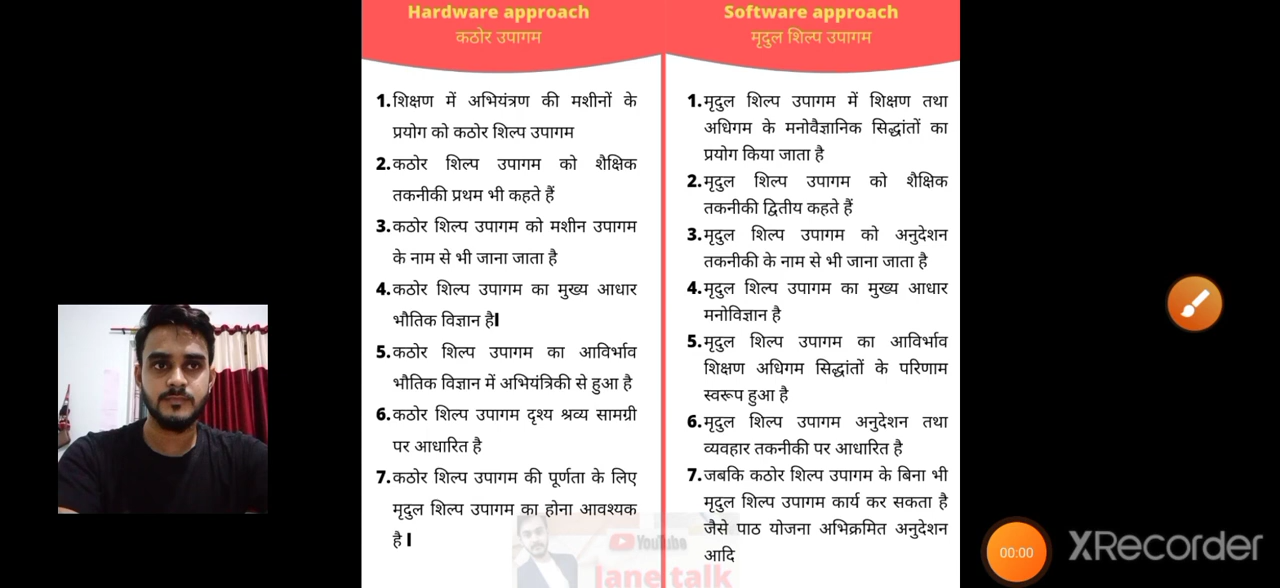 Hardware approach
कठोर उपागम
1.शिक्षण में अभियंत्रण की मशीनों के
प्रयोग को कठोर शिल्प उपागम
2.कठोर शिल्प उपागम को शैक्षिक
तकनीकी प्रथम भी कहते हैं
3.कठोर शिल्प उपागम को मशीन उपागम
के नाम से भी जाना जाता है
4.कठोर शिल्प उपागम का मुख्य आधार
भौतिक विज्ञान हैl
5.कठोर शिल्प उपागम का आविर्भाव
भौतिक विज्ञान में अभियंत्रिकी से हुआ है
6.कठोर शिल्प उपागम दृश्य श्रव्य सामग्री
पर आधारित है
7.कठोर शिल्प उपागम की पूर्णता के लिए
मृदुल शिल्प उपागम का होना आवश्यक
है l
Software approach
मृदुल शिल्प उपागम
1.मृदुल शिल्प उपागम में शिक्षण तथा
अधिगम के मनोवैज्ञानिक सिद्धांतों का
प्रयोग किया जाता है
2.मृदुल शिल्प उपागम को शैक्षिक
तकनीकी द्वितीय कहते हैं
3.मृदुल शिल्प उपागम को अनुदेशन
तकनीकी के नाम से भी जाना जाता है
4.मृदुल शिल्प उपागम का मुख्य आधार
मनोविज्ञान है
5.मृदुल शिल्प उपागम का आविर्भाव
शिक्षण अधिगम सिद्धांतों के परिणाम
स्वरूप हुआ है
6.मृदुल शिल्प उपागम अनुदेशन तथा
व्यवहार तकनीकी पर आधारित है
7.जबकि कठोर शिल्प उपागम के बिना भी
मृदुल शिल्प उपागम कार्य कर सकता है
जैसे पाठ योजना अभिक्रमित अनुदेशन
आदि
YouTube
Jane talk
00:00
XRecorder